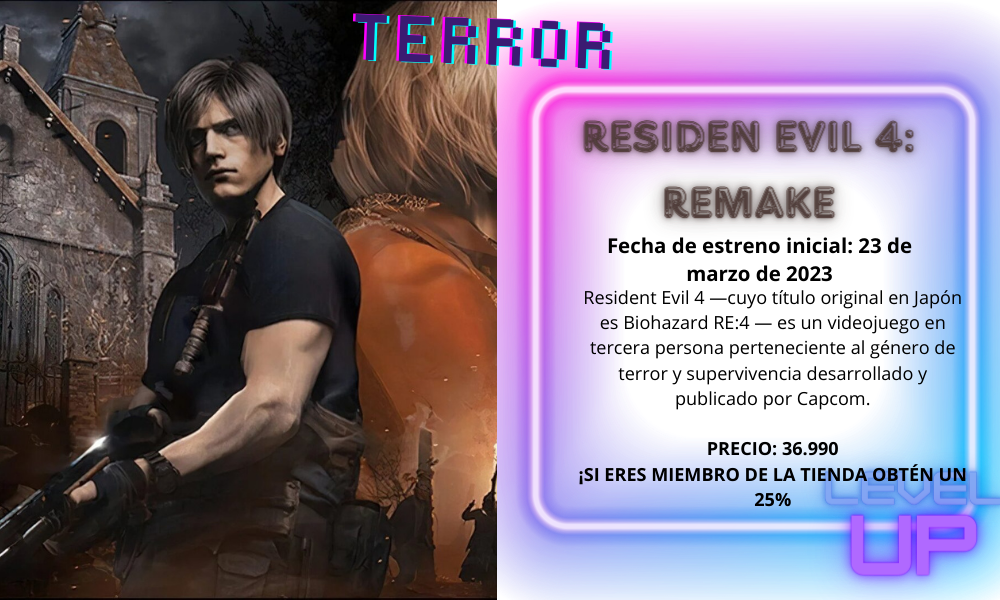 TERROR
RESIDEN EVIL 4:
REMAKE
Fecha de estreno inicial: 23 de
marzo de 2023
Resident Evil 4 —cuyo título original en Japón
es Biohazard RE:4 — es un videojuego en
tercera persona perteneciente al género de
terror y supervivencia desarrollado y
publicado por Capcom.
PRECIO: 36.990
¡SI ERES MIEMBRO DE LA TIENDA OBTÉN UN
25%
LEVEL
UP